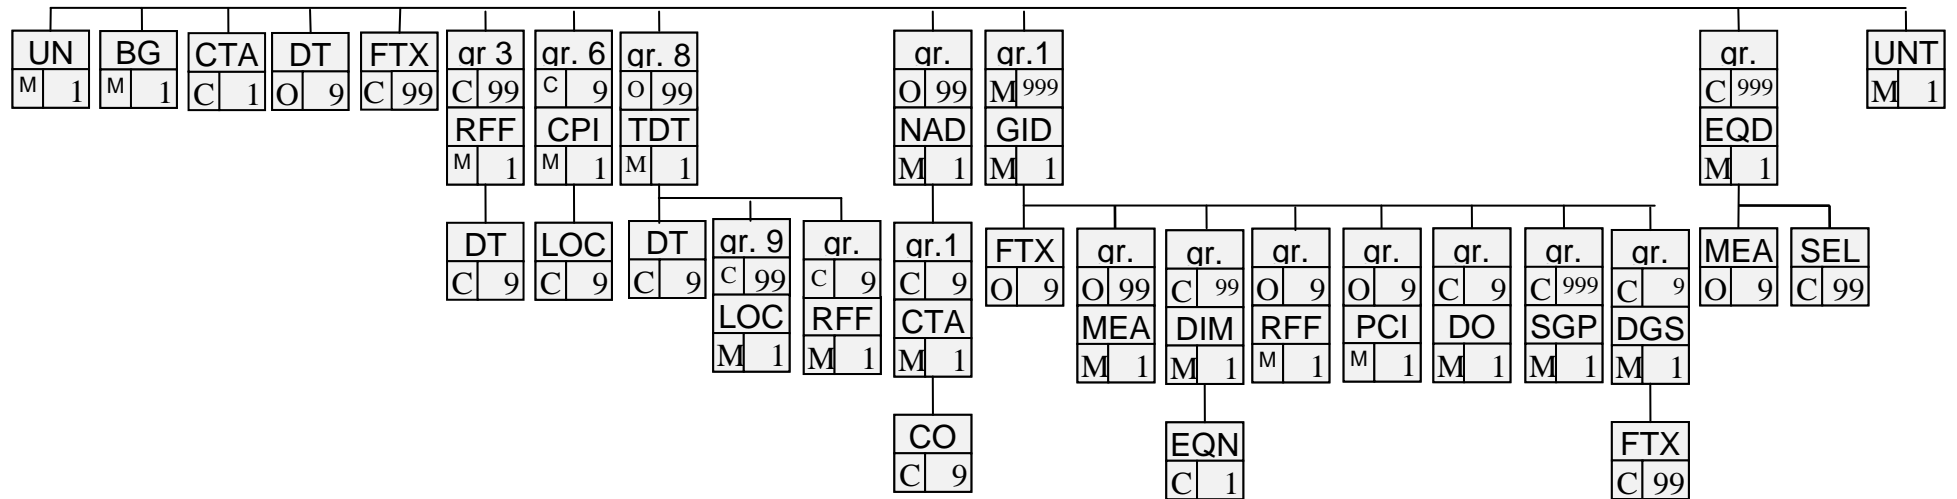 UN BG CTA DT FTX gr 3 gr. 6 gr. 8 gr. gr.1 gr. UNT
M 1 M 1 C 1 O 9 C 99 C 99 C 9 O 99 O 99 M 999 C 999 M 1
RFF CPI TDT NAD GID EQD
M 1 M 1 M 1 M 1 M 1 M 1
DT LOC DT gr. 9 gr. gr.1 FTX gr. gr. gr. gr. gr. gr. gr. MEA SEL
C 9 C 9 C 9 C 99 C 9 C 9 O 9 O 99 C 99 O 9 O 9 C 9 C 999 C 9 O 9 C 99
LOC RFF CTA MEA DIM RFF PCI DO SGP DGS
M 1 M 1 M 1 M 1 M 1 M 1 M 1 M 1 M 1 M 1
CO EQN FTX
C 9 C 1 C 99